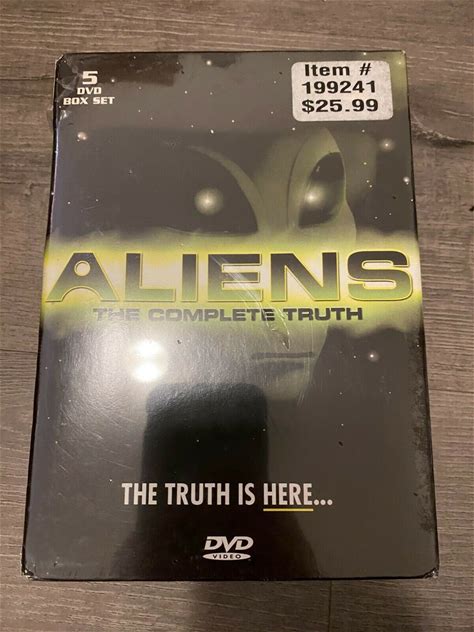 5
DVD
BOX SET
Item #
199241
$25.99
ALIENS
THE COMPLETE TRUTH
THE TRUTH IS HERE...
DVD
VIDEO